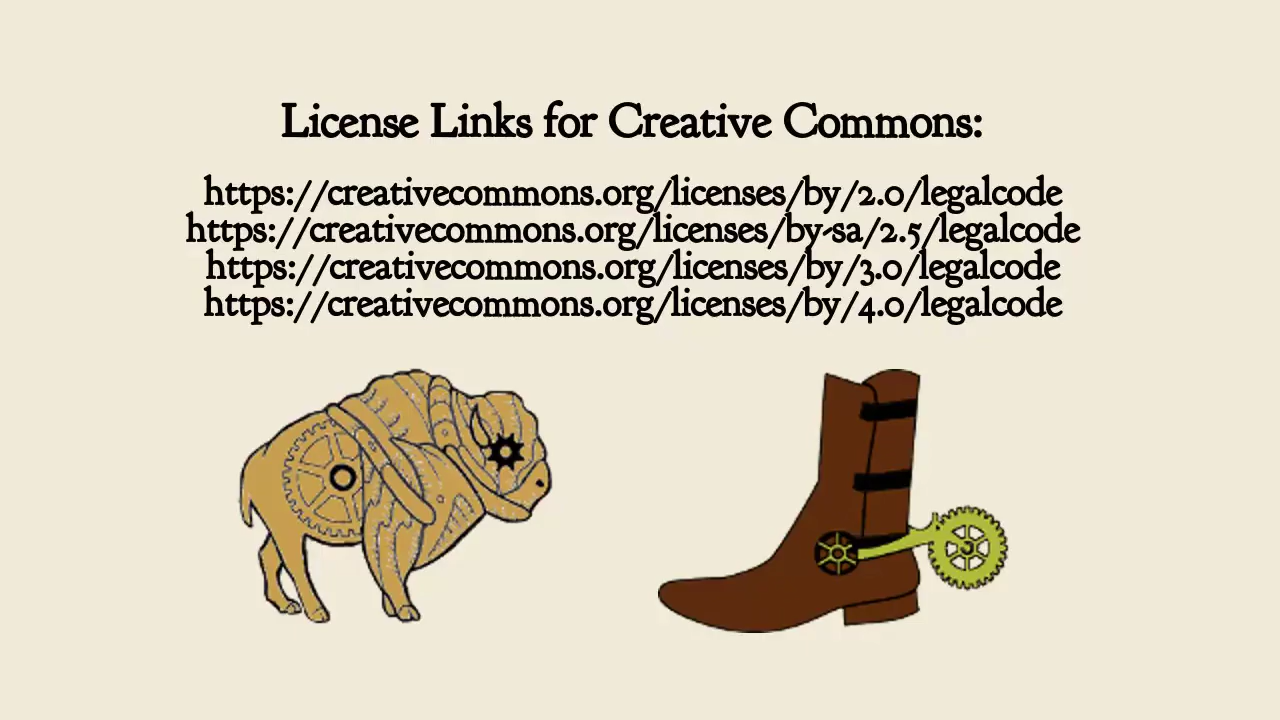 License Links for Creative Commons:
https://creativecommons.org/licenses/by/2.0/legalcode
https://creativecommons.org/licenses/by-sa/2.5/legalcode
https://creativecommons.org/licenses/by/3.0/legalcode
https://creativecommons.org/licenses/by/4.0/legalcode